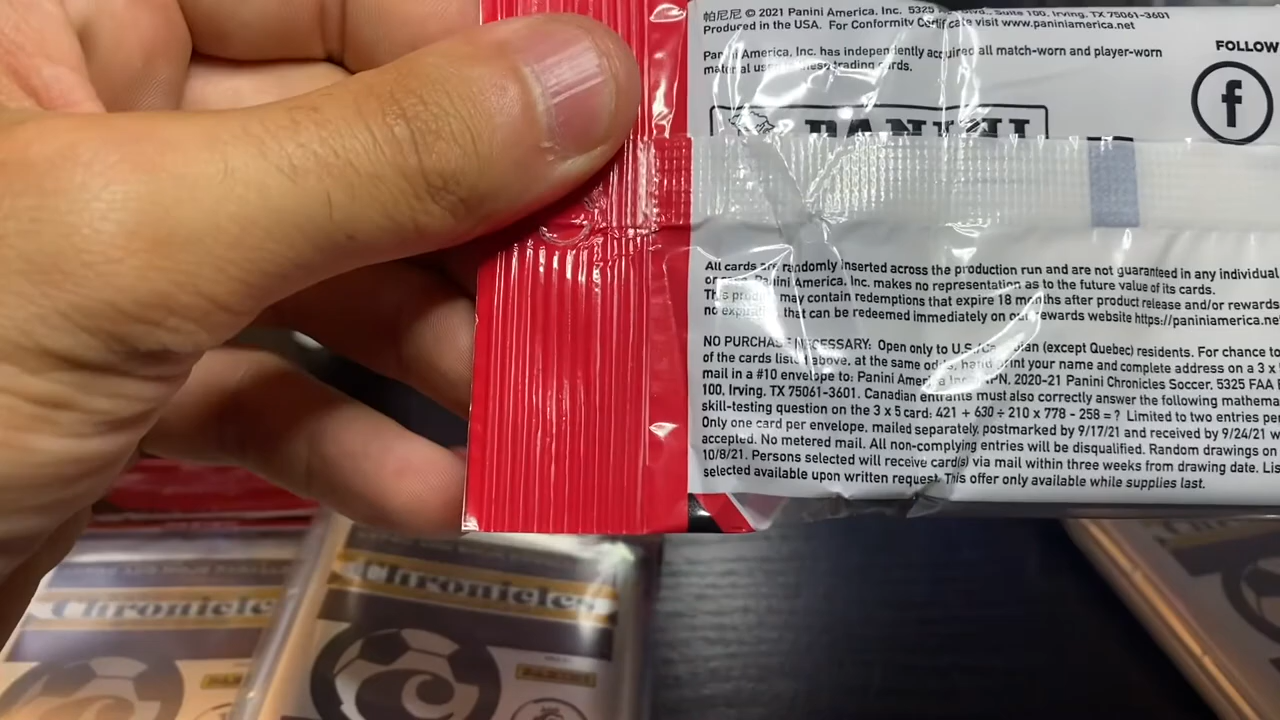 帕尼尼 © 2021 Panini America, Inc. 5325 Blvd., Suite 100, Irving, TX 75061-3601
Produced in the USA. For Conformity Certificate visit www.paniniamerica.net
Panini America, Inc. has independently acquired all match-worn and player-worn
material used these trading cards.
FOLLOW
f
PANINI
All cards are randomly inserted across the production run and are not guaranteed in any individual
or Panini America, Inc. makes no representation as to the future value of its cards.
This product may contain redemptions that expire 18 months after product release and/or rewards
no that can be redeemed immediately on our rewards website https://paniniamerica.ne
NO PURCHASE NECESSARY: Open only to U.S./Canadian (except Quebec) residents. For chance to
of the cards listed above, at the same odds, hand print your name and complete address on a 3 x
mail in a #10 envelope to: Panini America Inc., NPN, 2020-21 Panini Chronicles Soccer, 5325 FAA
100, Irving, TX 75061-3601. Canadian entrants must also correctly answer the following mathema
skill-testing question on the 3 x 5 card: 421 + 630 ÷ 210 x 778 - 258 = ? Limited to two entries pe
Only one card per envelope, mailed separately, postmarked by 9/17/21 and received by 9/24/21 w
accepted. No metered mail. All non-complying entries will be disqualified. Random drawings on
10/8/21. Persons selected will receive card(s) via mail within three weeks from drawing date. Lis
selected available upon written request. This offer only available while supplies last.
Chronicles
Chronicle
PANINI